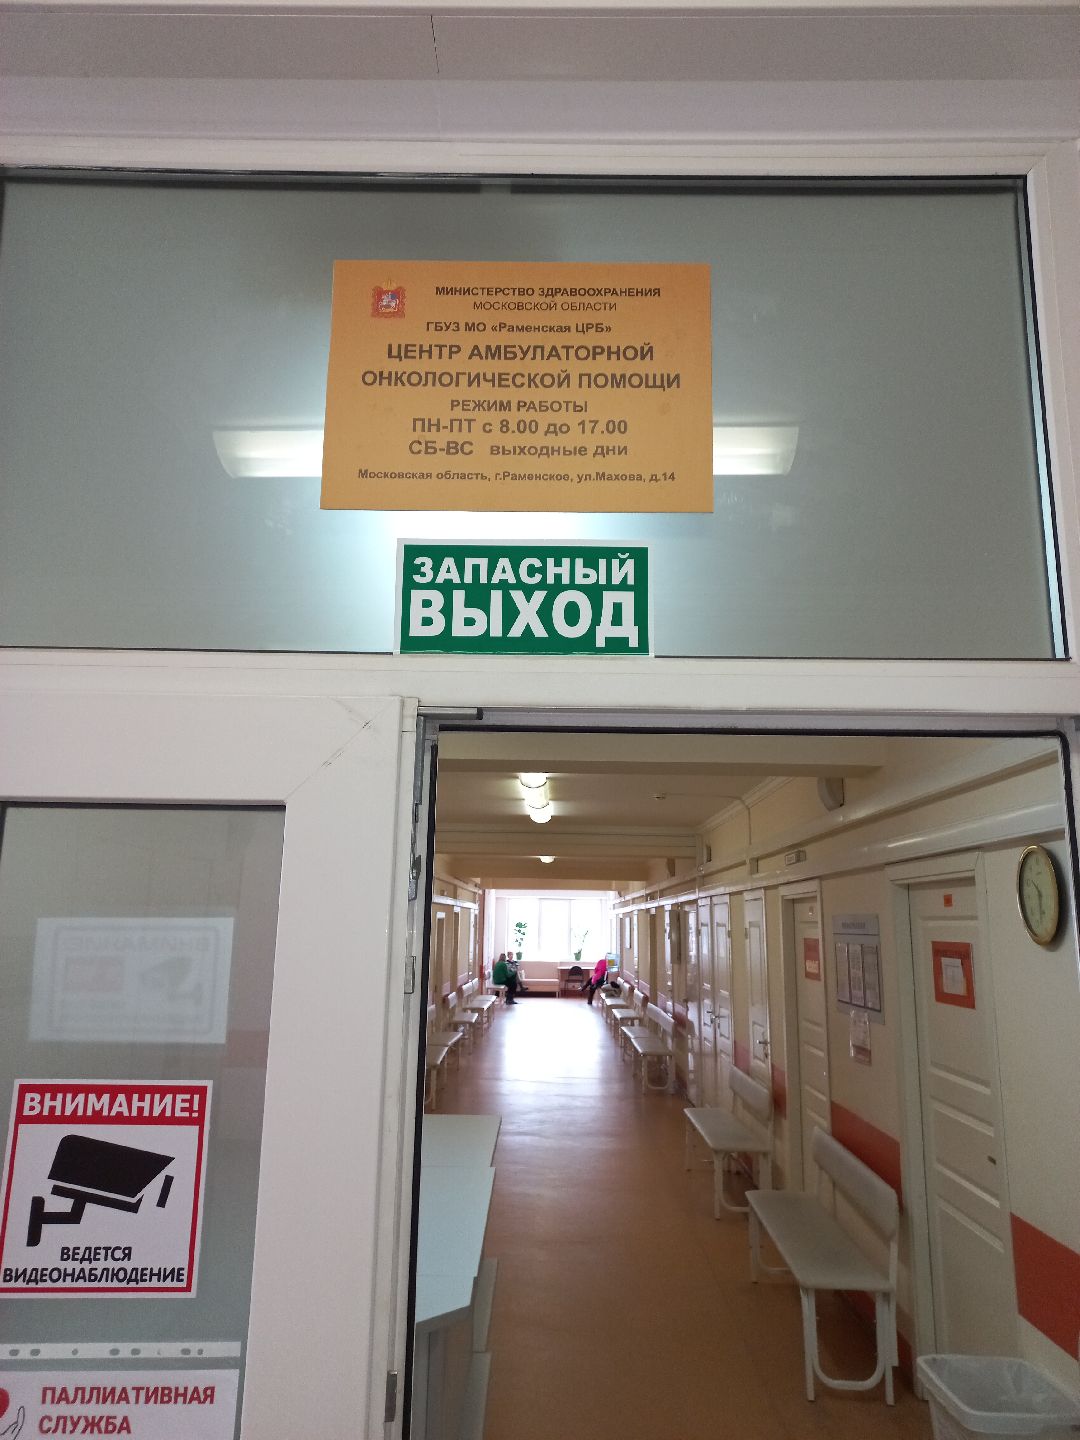 МИНИСТЕРСТВО ЗДРАВООХРАНЕНИЯ
МОСКОВСКОЙ ОБЛАСТИ
ГБУЗ МО «Раменская ЦРБ»
ЦЕНТР АМБУЛАТОРНОЙ
ОНКОЛОГИЧЕСКОЙ ПОМОЩИ
РЕЖИМ РАБОТЫ
ПН-ПТ с 8.00 до 17.00
СБ-ВС выходные дни
Московская область, г.Раменское, ул.Махова, д.14
ЗАПАСНЫЙ
ВЫХОД
ВНИМАНИЕ!
ВЕДЕТСЯ
ВИДЕОНАБЛЮДЕНИЕ
ПАЛЛИАТИВНАЯ
СЛУЖБА